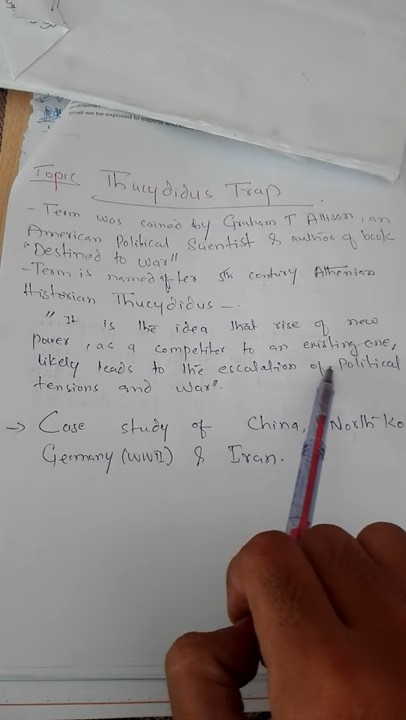 Topic Thucydidus Trap
- Term was coined by Graham T Allison, an
American Political Scientist & author of book
"Destined to war"
- Term is named after 5th century Athenian
Historian Thucydidus -
" It is the idea that rise of new
power, as a competitor to an existing one,
likely leads to the escalation of Political
tensions and war".
→ Case study of China, North-Ko
Germany (WWII) & Iran.